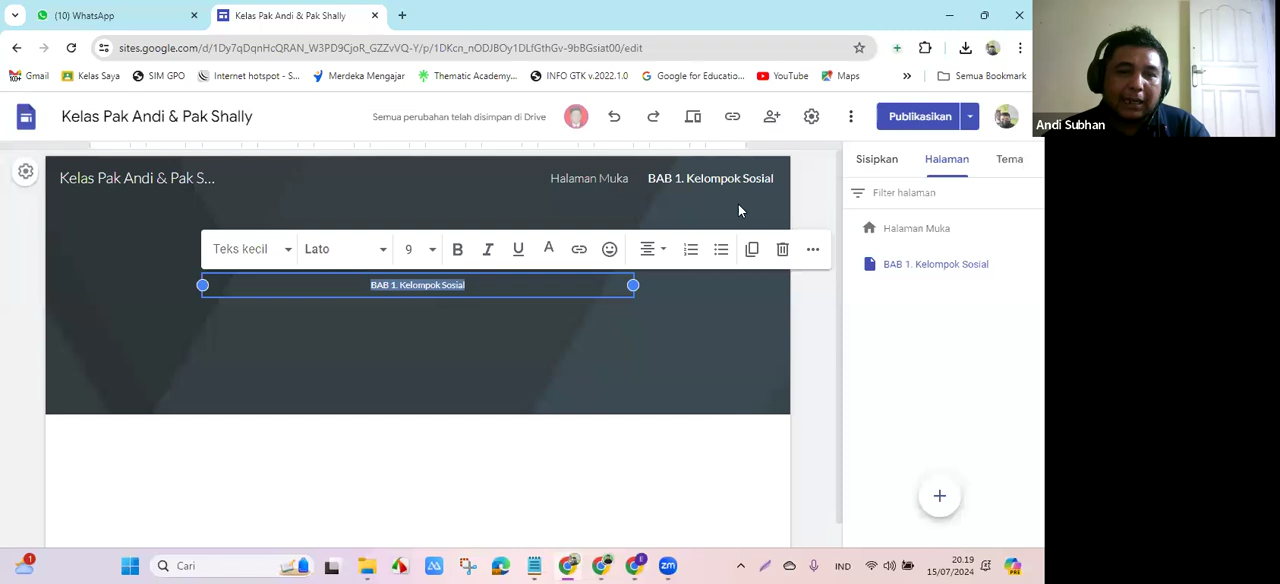 (1) WhatsApp
Kelas Pak Andi & Pak Shally
sites.google.com/d/1Dy7qDqnHcQRAN_W3PD9CjoR_GZZvVQ-Y/p/1DKcn_nODJBOy1DLfGthGv-9bBGsiat00/edit
Gmail
Kelas Saya
SIM GPO
Internet hotspot - S...
Merdeka Mengajar
Thematic Academy...
INFO GTK v.2022.1.0
Google for Educatio...
YouTube
Maps
Semua Bookmark
Andi Subhan
Kelas Pak Andi & Pak Shally
Semua perubahan telah disimpan di Drive
Publikasikan
Sisipkan
Halaman
Tema
Kelas Pak Andi & Pak S...
Halaman Muka
BAB 1. Kelompok Sosial
Filter halaman
Halaman Muka
BAB 1. Kelompok Sosial
Teks kecil
Lato
9
B I U A
BAB 1. Kelompok Sosial
1
Cari
IND
20.19
15/07/2024